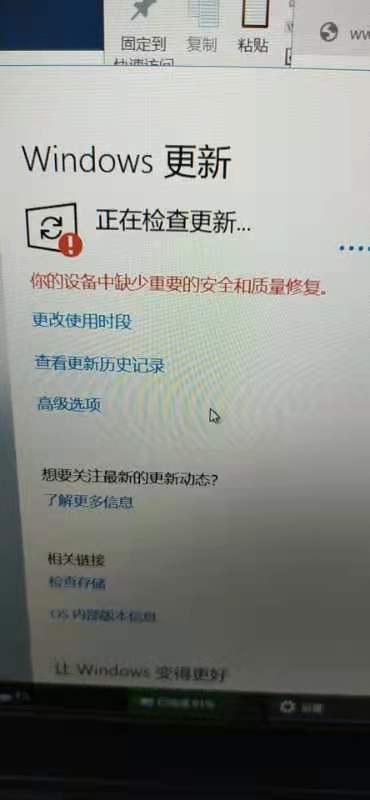 固定到
快速访问
复制
粘贴
Windows 更新
正在检查更新...
你的设备中缺少重要的安全和质量修复。
更改使用时段
查看更新历史记录
高级选项
想要关注最新的更新动态?
了解更多信息
相关链接
检查存储
OS 内部版本信息
让 Windows 变得更好
设置